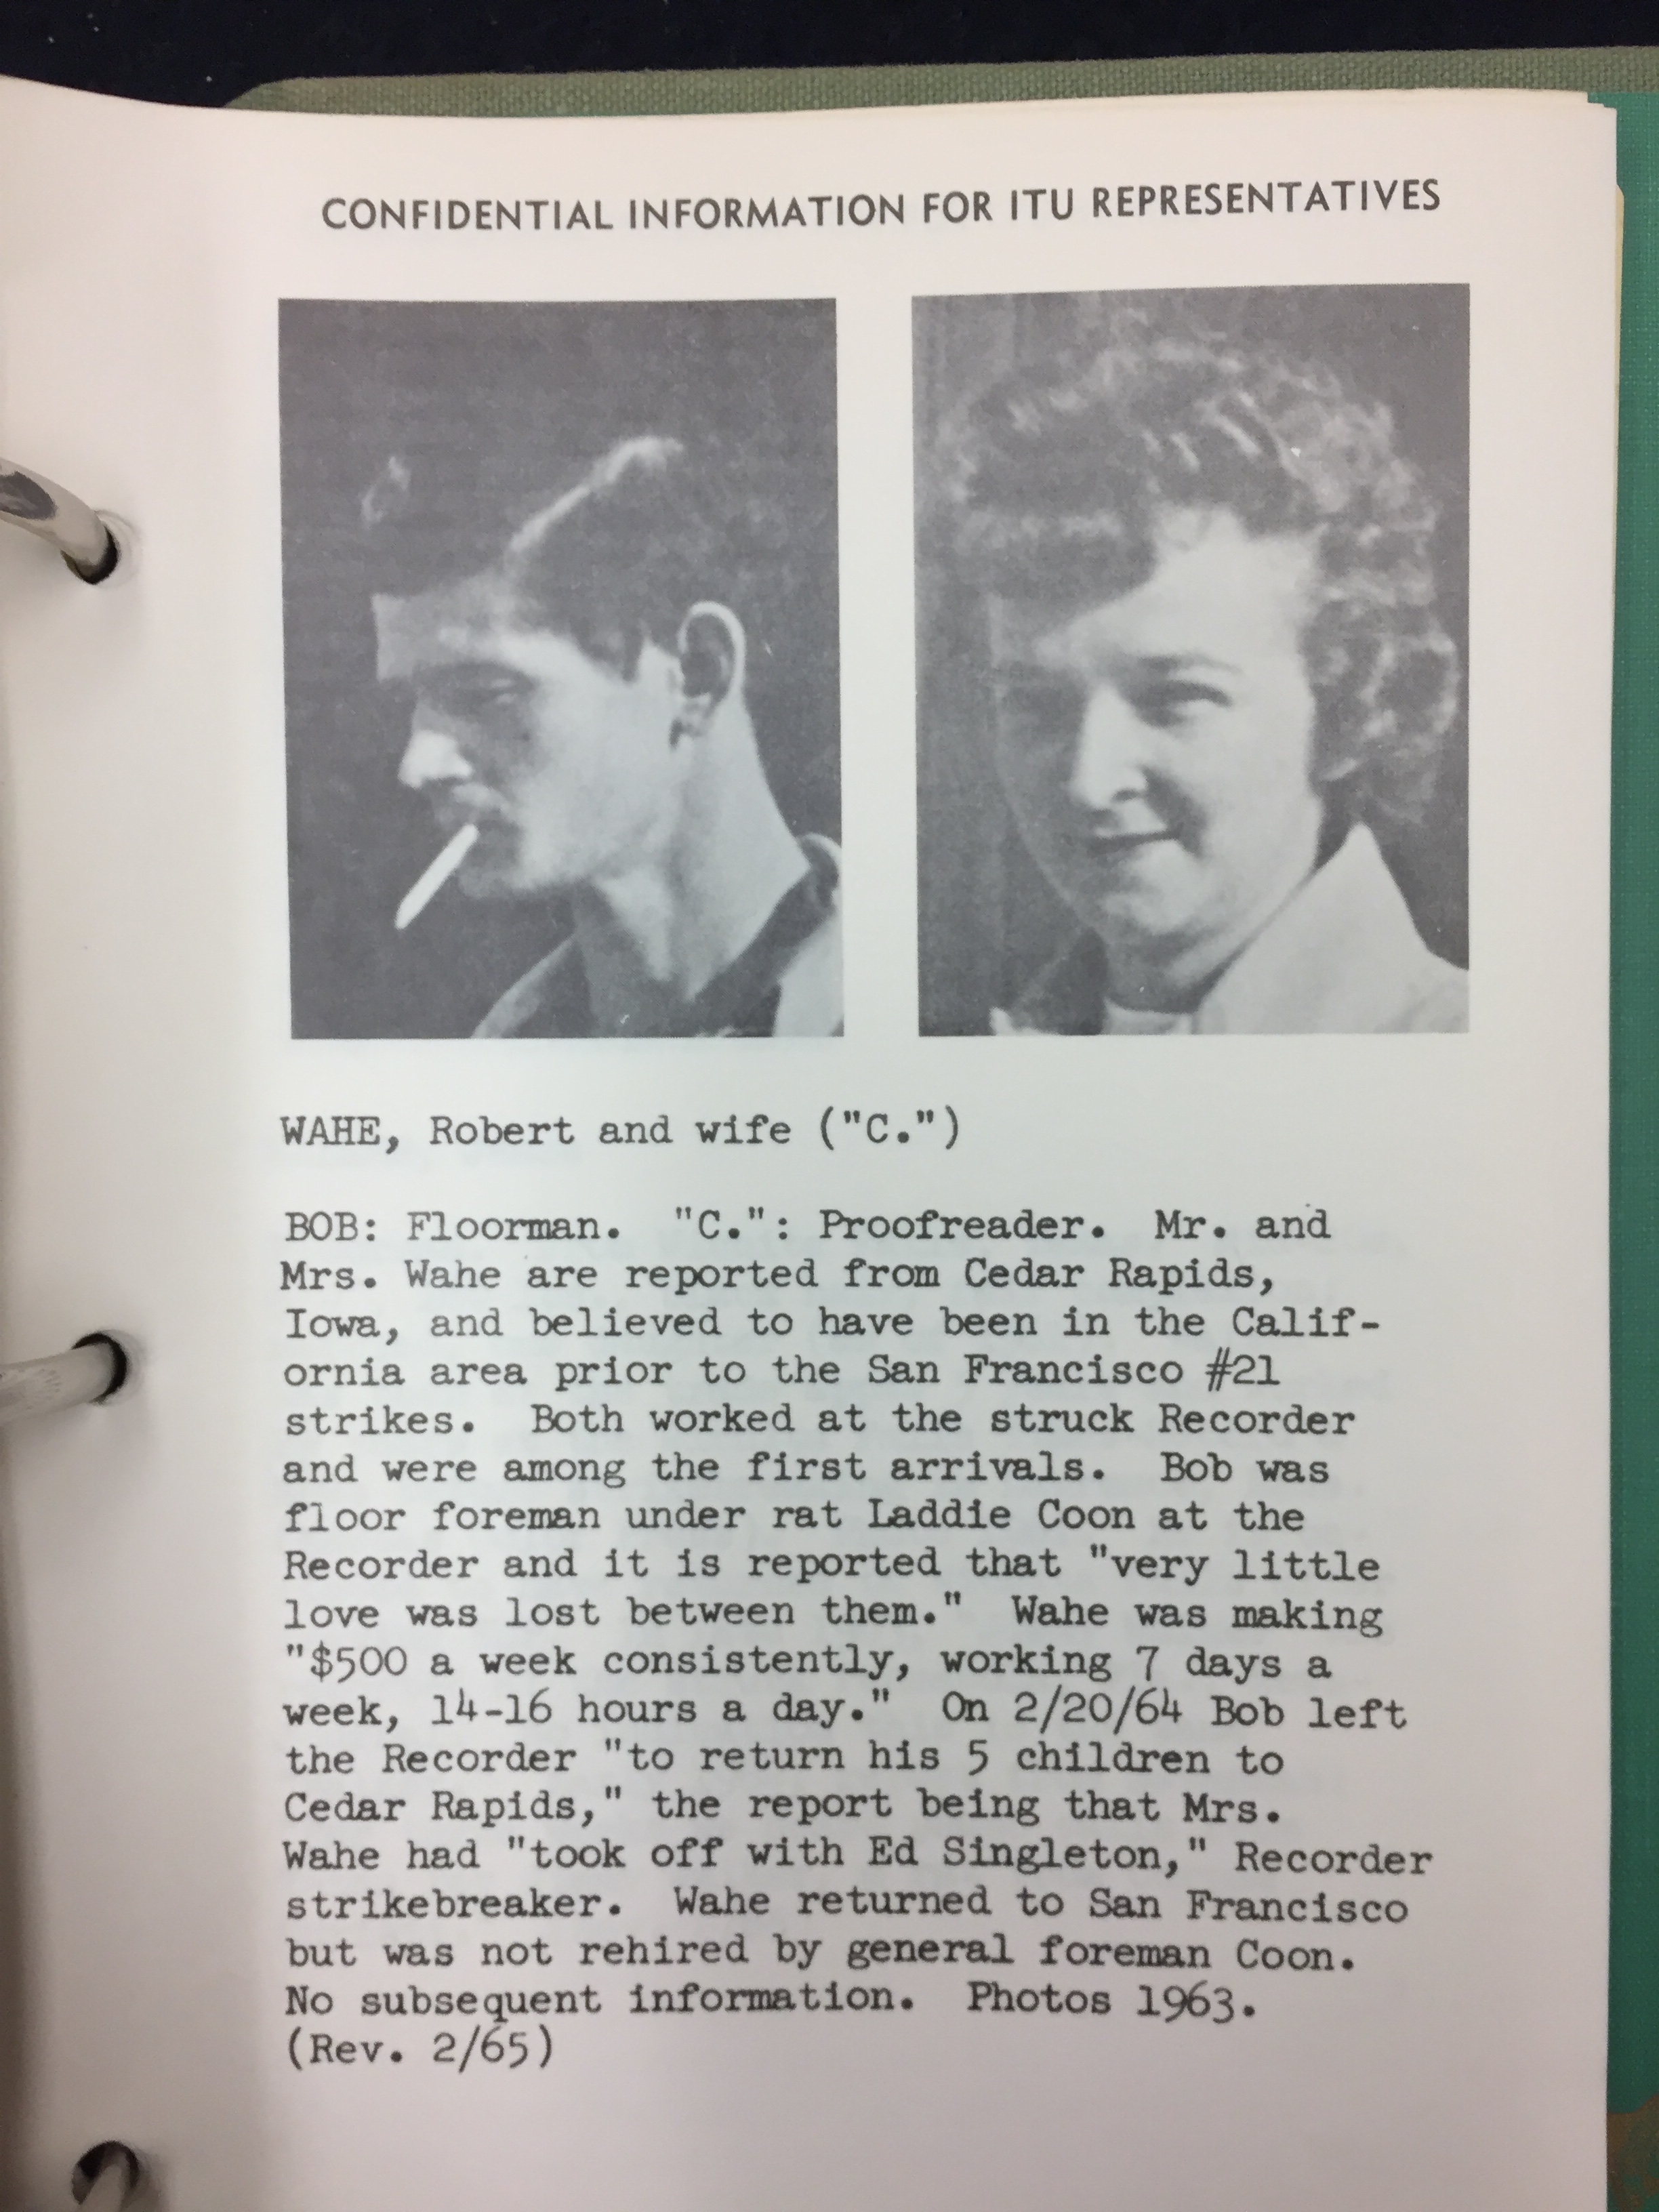 CONFIDENTIAL INFORMATION FOR ITU REPRESENTATIVES
WAHE, Robert and wife ("C.")
BOB: Floorman. "C.": Proofreader. Mr. and
Mrs. Wahe are reported from Cedar Rapids,
Iowa, and believed to have been in the Calif-
ornia area prior to the San Francisco #21
strikes. Both worked at the struck Recorder
and were among the first arrivals. Bob was
floor foreman under rat Laddie Coon at the
Recorder and it is reported that "very little
love was lost between them." Wahe was making
"$500 a week consistently, working 7 days a
week, 14-16 hours a day." On 2/20/64 Bob left
the Recorder "to return his 5 children to
Cedar Rapids," the report being that Mrs.
Wahe had "took off with Ed Singleton," Recorder
strikebreaker. Wahe returned to San Francisco
but was not rehired by general foreman Coon.
No subsequent information. Photos 1963.
(Rev. 2/65)